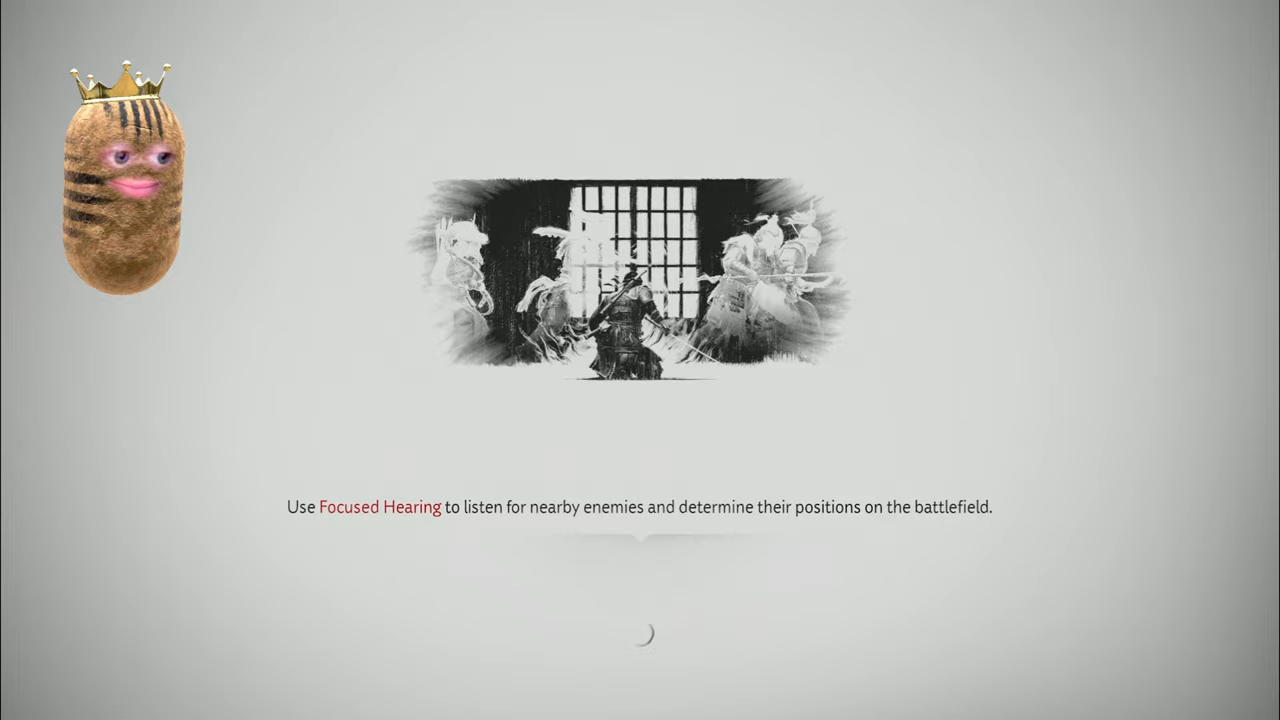 Use Focused Hearing to listen for nearby enemies and determine their positions on the battlefield.